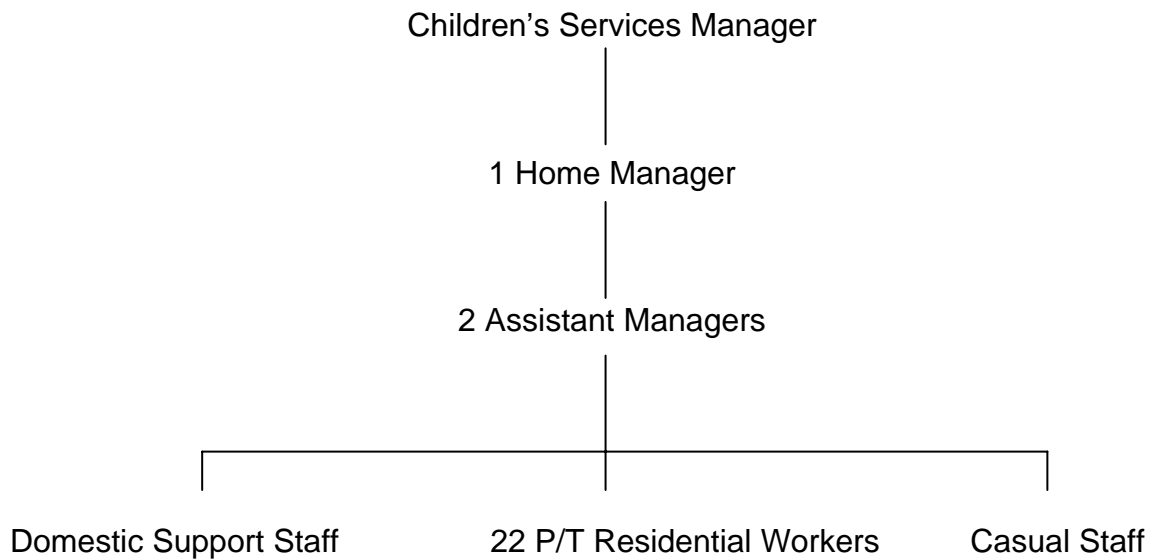 Children’s Services Manager
1 Home Manager
2 Assistant Managers
Domestic Support Staff 22 P/T Residential Workers Casual Staff